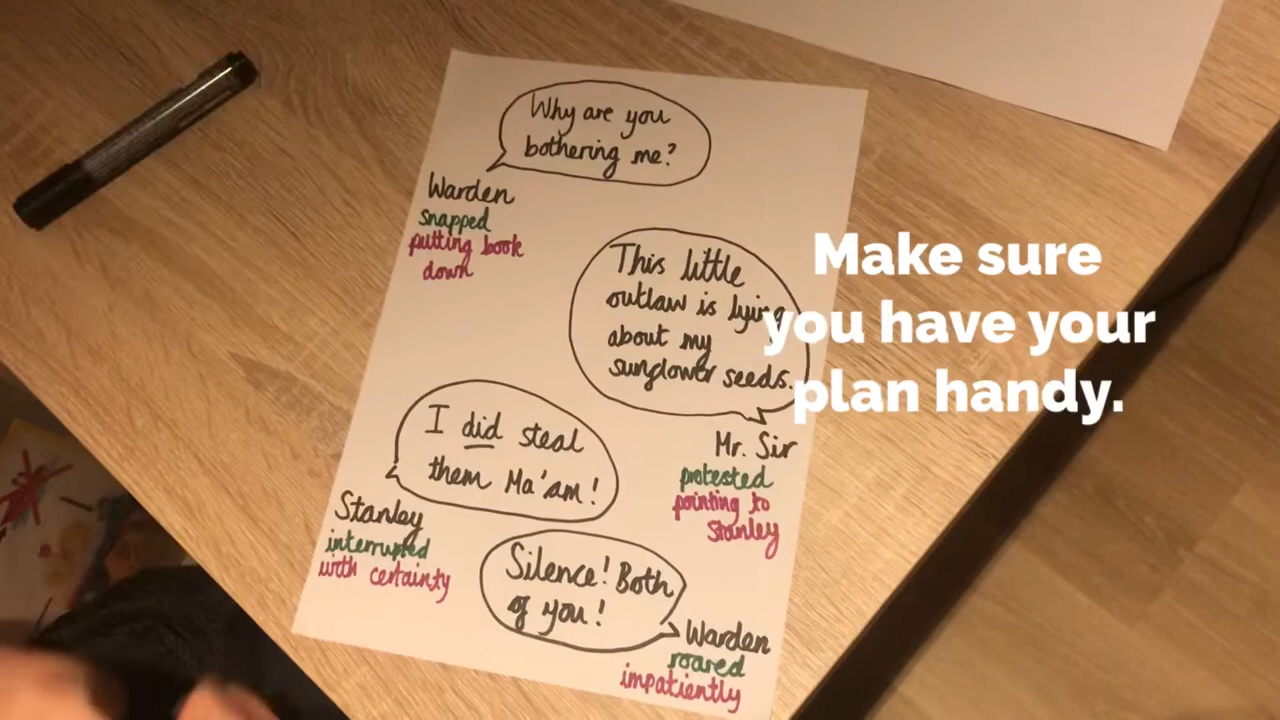 Why are you
bothering me?
Warden
snapped
putting book
down
This little
outlaw is lying
about my
sunflower seeds.
Mr. Sir
protested
pointing to
Stanley
I did steal
them Ma'am!
Stanley
interrupted
with certainty
Silence! Both
of you!
Warden
roared
impatiently
Make sure
you have your
plan handy.